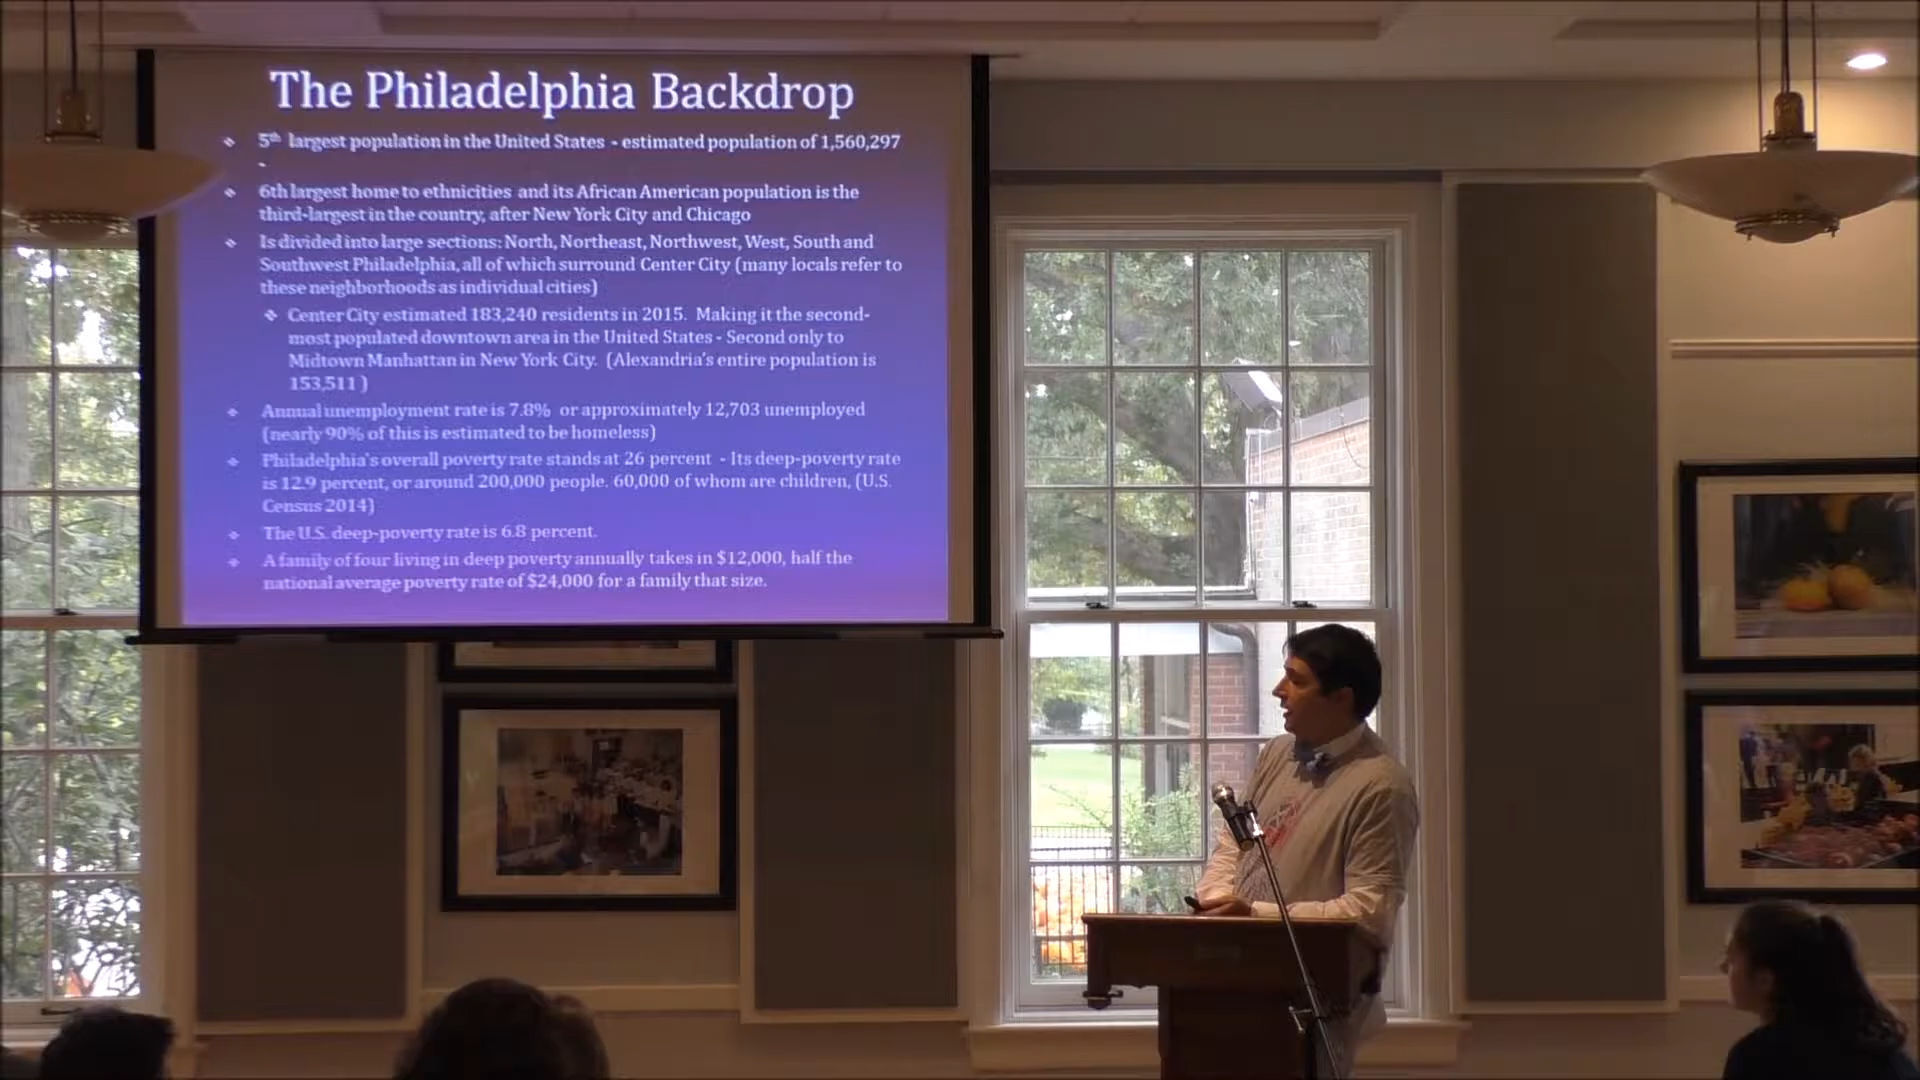 The Philadelphia Backdrop
❖ 5th largest population in the United States - estimated population of 1,560,297
-
❖ 6th largest home to ethnicities and its African American population is the
third-largest in the country, after New York City and Chicago
❖ Is divided into large sections: North, Northeast, Northwest, West, South and
Southwest Philadelphia, all of which surround Center City (many locals refer to
these neighborhoods as individual cities)
❖ Center City estimated 183,240 residents in 2015. Making it the second-
most populated downtown area in the United States - Second only to
Midtown Manhattan in New York City. (Alexandria's entire population is
153,511 )
❖ Annual unemployment rate is 7.8% or approximately 12,703 unemployed
(nearly 90% of this is estimated to be homeless)
❖ Philadelphia's overall poverty rate stands at 26 percent - Its deep-poverty rate
is 12.9 percent, or around 200,000 people. 60,000 of whom are children, (U.S.
Census 2014)
❖ The U.S. deep-poverty rate is 6.8 percent.
❖ A family of four living in deep poverty annually takes in $12,000, half the
national average poverty rate of $24,000 for a family that size.